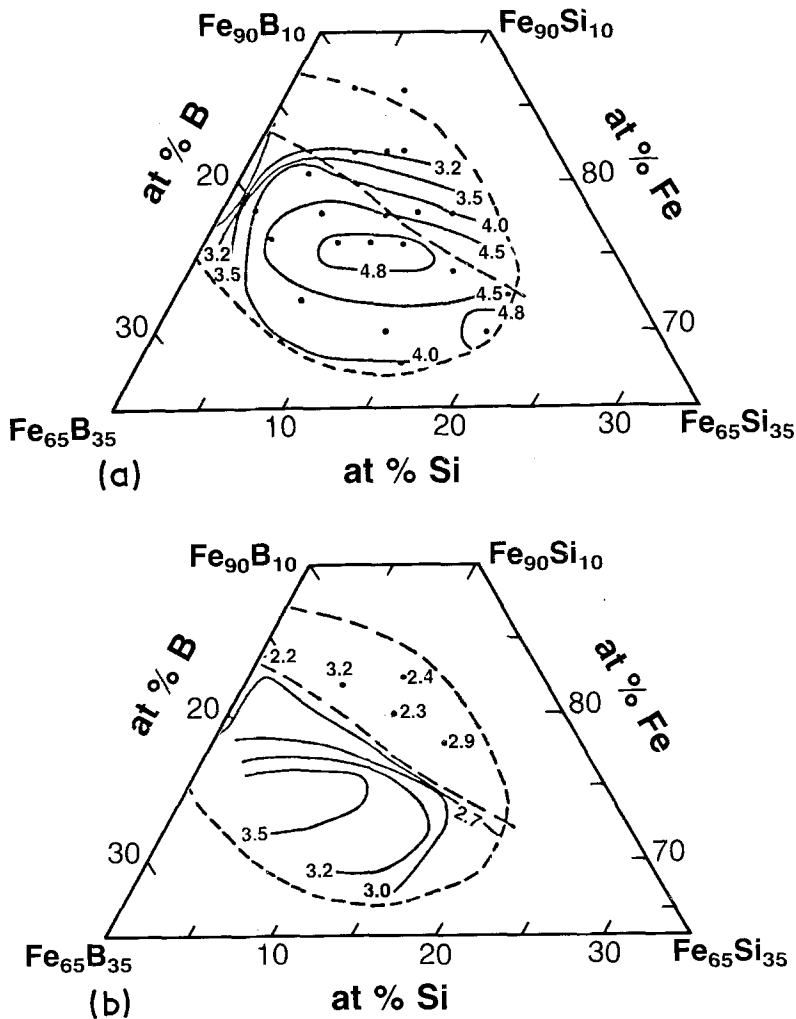 Fe90B10
Fe90Si10
at % B
at % Fe
20
80
3.2
3.5
4.0
4.5
3.2
3.5
4.8
4.5
4.8
30
70
4.0
Fe65B35
10
20
30
Fe65Si35
(a)
at % Si
Fe90B10
Fe90Si10
at % B
at % Fe
2.2
3.2
2.4
20
80
2.3
2.9
2.7
3.5
30
70
3.2
3.0
Fe65B35
10
20
30
Fe65Si35
(b)
at % Si